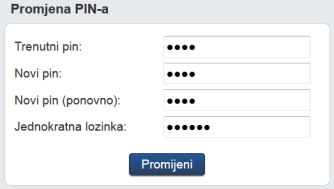 Promjena PIN-a
Trenutni pin: ••••
Novi pin: ••••
Novi pin (ponovno): ••••
Jednokratna lozinka: ••••••
Promijeni